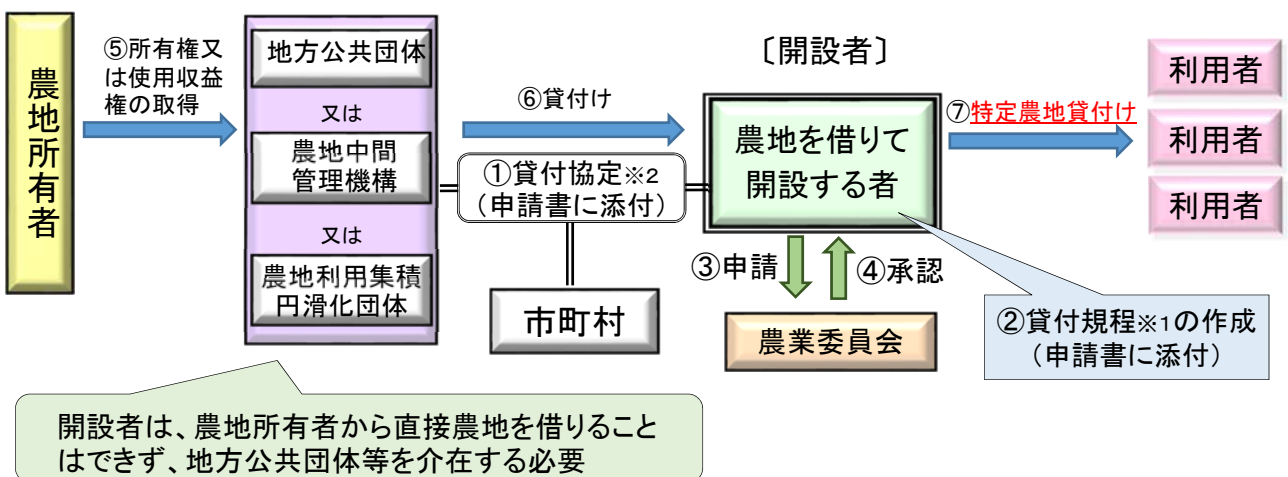 農地所有者
⑤所有権又
は使用収益
権の取得
地方公共団体
又は
農地中間
管理機構
又は
農地利用集積
円滑化団体
⑥貸付け
①貸付協定※2
（申請書に添付）
市町村
〔開設者〕
農地を借りて
開設する者
③申請
④承認
農業委員会
②貸付規程※1の作成
（申請書に添付）
⑦特定農地貸付け
利用者
利用者
利用者
開設者は、農地所有者から直接農地を借りること
はできず、地方公共団体等を介在する必要